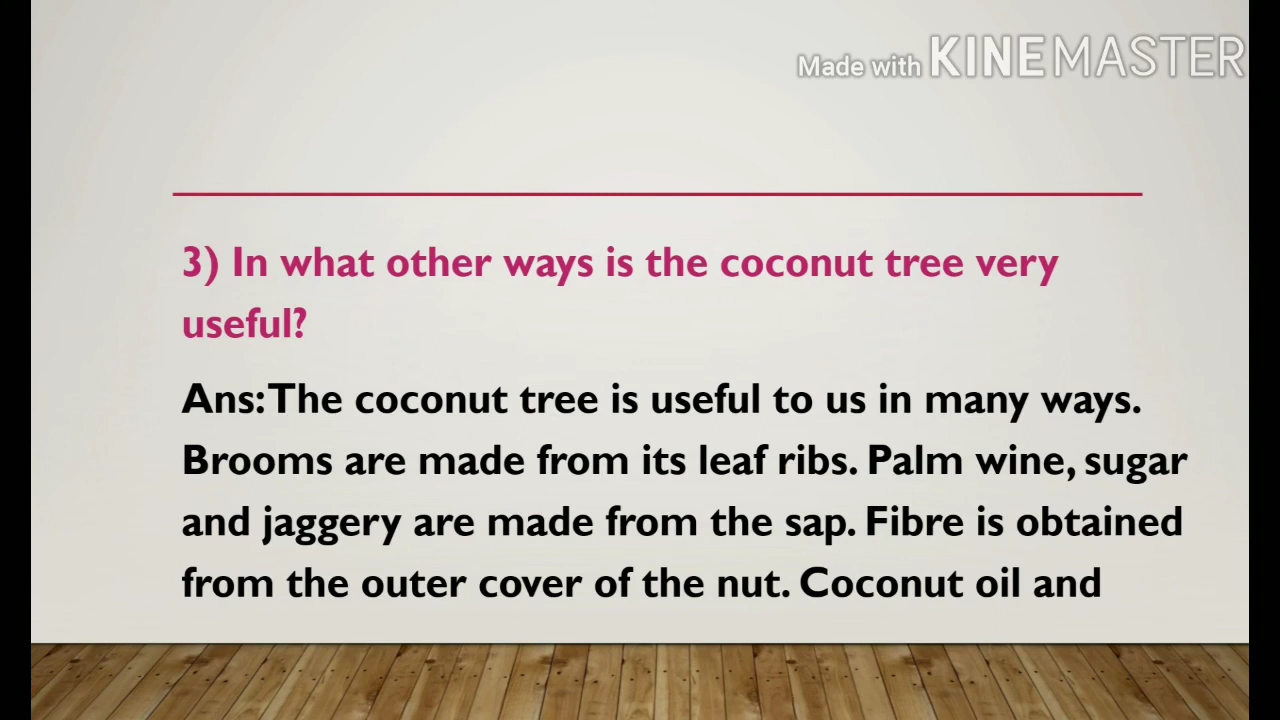 Made with KINEMASTER
3) In what other ways is the coconut tree very
useful?
Ans: The coconut tree is useful to us in many ways.
Brooms are made from its leaf ribs. Palm wine, sugar
and jaggery are made from the sap. Fibre is obtained
from the outer cover of the nut. Coconut oil and